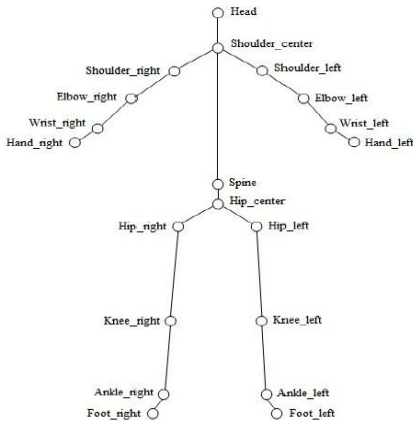 Head
Shoulder_center
Shoulder_right
Shoulder_left
Elbow_right
Elbow_left
Wrist_right
Wrist_left
Hand_right
Hand_left
Spine
Hip_center
Hip_right
Hip_left
Knee_right
Knee_left
Ankle_right
Ankle_left
Foot_right
Foot_left